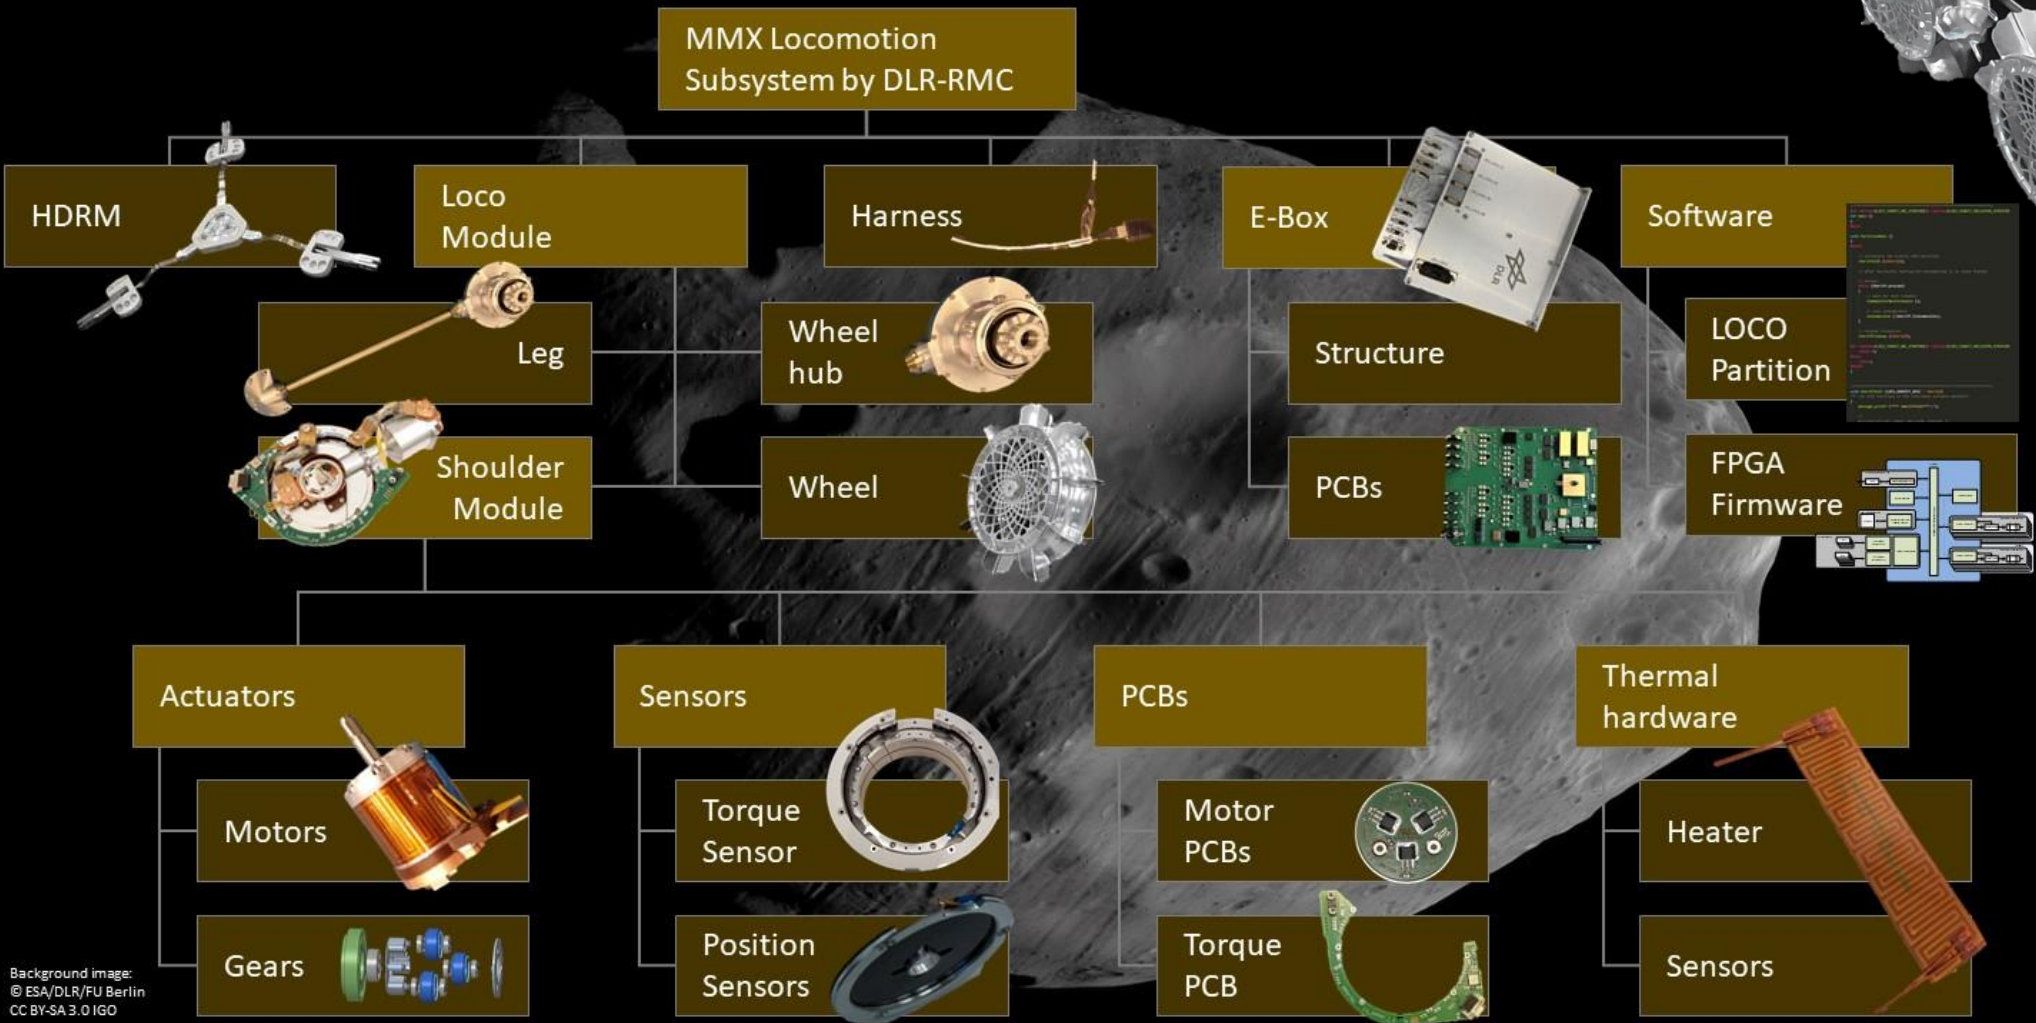 MMX Locomotion
Subsystem by DLR-RMC
HDRM
Loco
Module
Harness
E-Box
DLR
Software
Leg
Wheel
hub
Structure
LOCO
Partition
Shoulder
Module
Wheel
PCBs
FPGA
Firmware
Actuators
Sensors
PCBs
Thermal
hardware
Motors
Torque
Sensor
Motor
PCBs
Heater
Gears
Position
Sensors
Torque
PCB
Sensors
Background image:
© ESA/DLR/FU Berlin
CC BY-SA 3.0 IGO